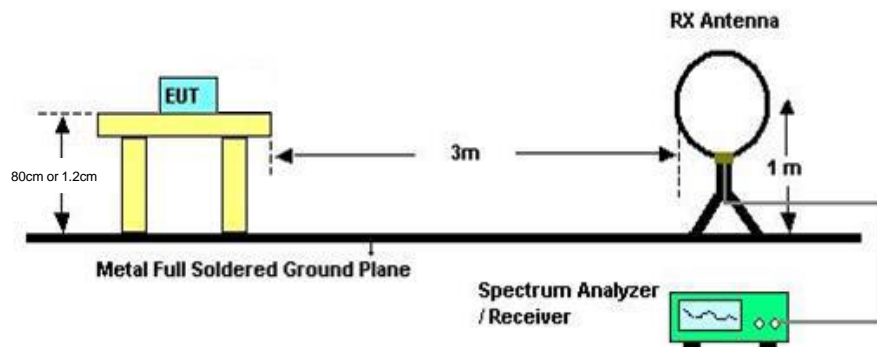 RX Antenna
EUT
80cm or 1.2cm
3m
1 m
Metal Full Soldered Ground Plane
Spectrum Analyzer
/ Receiver